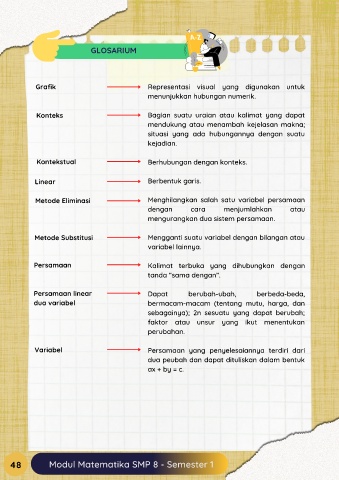 A-Z
GLOSARIUM
Grafik Representasi visual yang digunakan untuk
menunjukkan hubungan numerik.
Konteks Bagian suatu uraian atau kalimat yang dapat
mendukung atau menambah kejelasan makna;
situasi yang ada hubungannya dengan suatu
kejadian.
Kontekstual Berhubungan dengan konteks.
Linear Berbentuk garis.
Metode Eliminasi Menghilangkan salah satu variabel persamaan
dengan cara menjumlahkan atau
mengurangkan dua sistem persamaan.
Metode Substitusi Mengganti suatu variabel dengan bilangan atau
variabel lainnya.
Persamaan Kalimat terbuka yang dihubungkan dengan
tanda "sama dengan".
Persamaan linear Dapat berubah-ubah, berbeda-beda,
dua variabel bermacam-macam (tentang mutu, harga, dan
sebagainya); 2n sesuatu yang dapat berubah;
faktor atau unsur yang ikut menentukan
perubahan.
Variabel Persamaan yang penyelesaiannya terdiri dari
dua peubah dan dapat dituliskan dalam bentuk
ax + by = c.
48 Modul Matematika SMP 8 - Semester 1